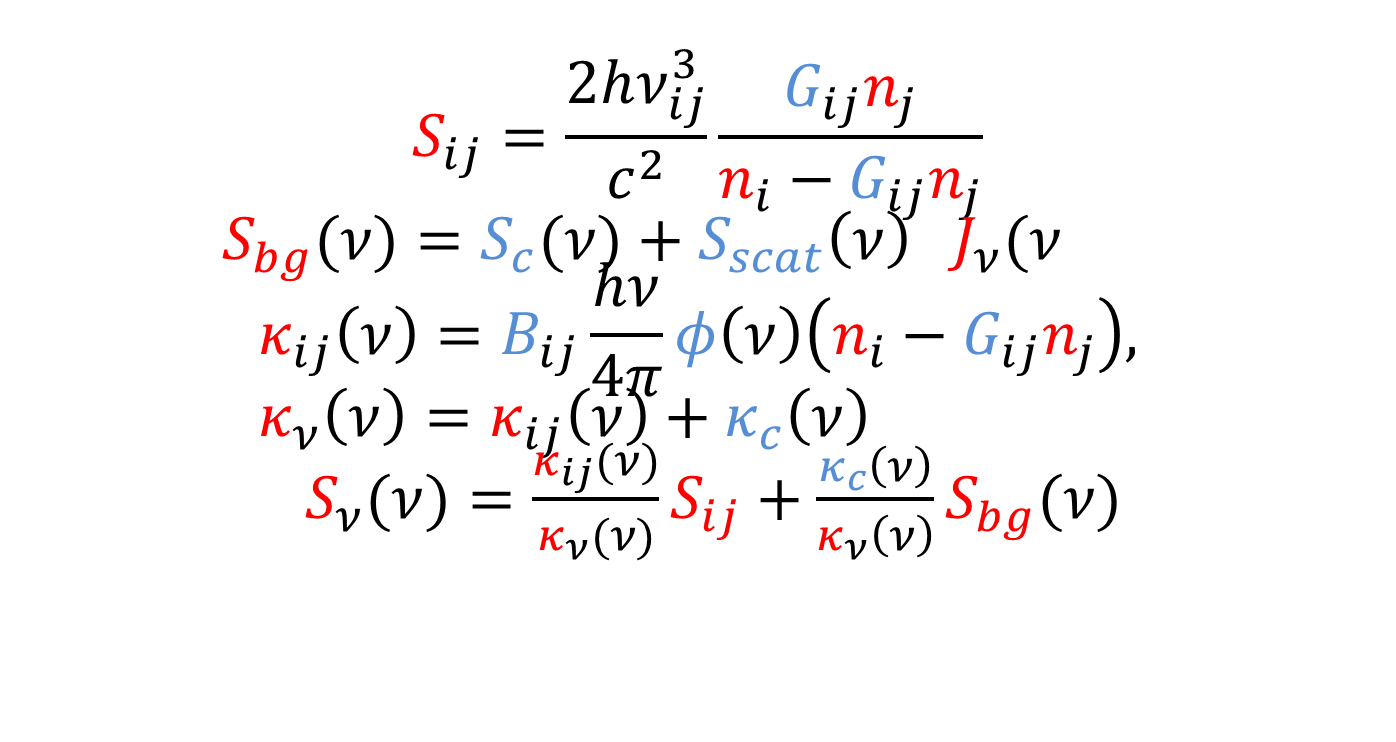 S_{ij} = \frac{2hν_{ij}^3}{c^2} \frac{G_{ij}n_j}{n_i − G_{ij}n_j}
S_{bg}(ν) = S_c(ν) + S_{scat}(ν) J_ν(ν
κ_{ij}(ν) = B_{ij} \frac{hν}{4π} ϕ(ν)(n_i − G_{ij}n_j),
κ_ν(ν) = κ_{ij}(ν) + κ_c(ν)
S_ν(ν) = \frac{κ_{ij}(ν)}{κ_ν(ν)} S_{ij} + \frac{κ_c(ν)}{κ_ν(ν)} S_{bg}(ν)